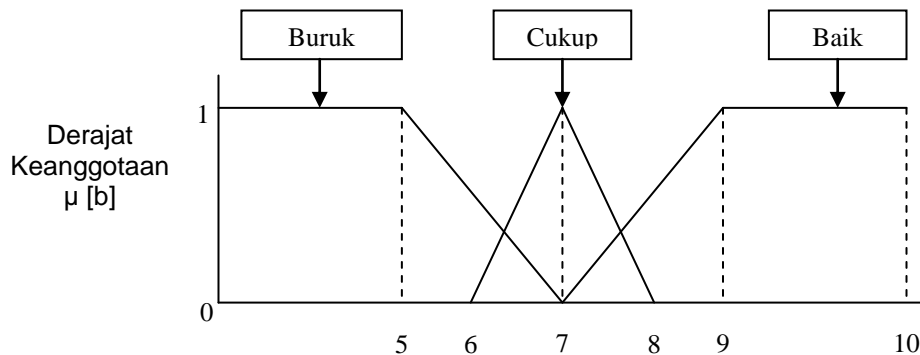 Buruk
Cukup
Baik
1
Derajat
Keanggotaan
μ [b]
0
5 6 7 8 9 10